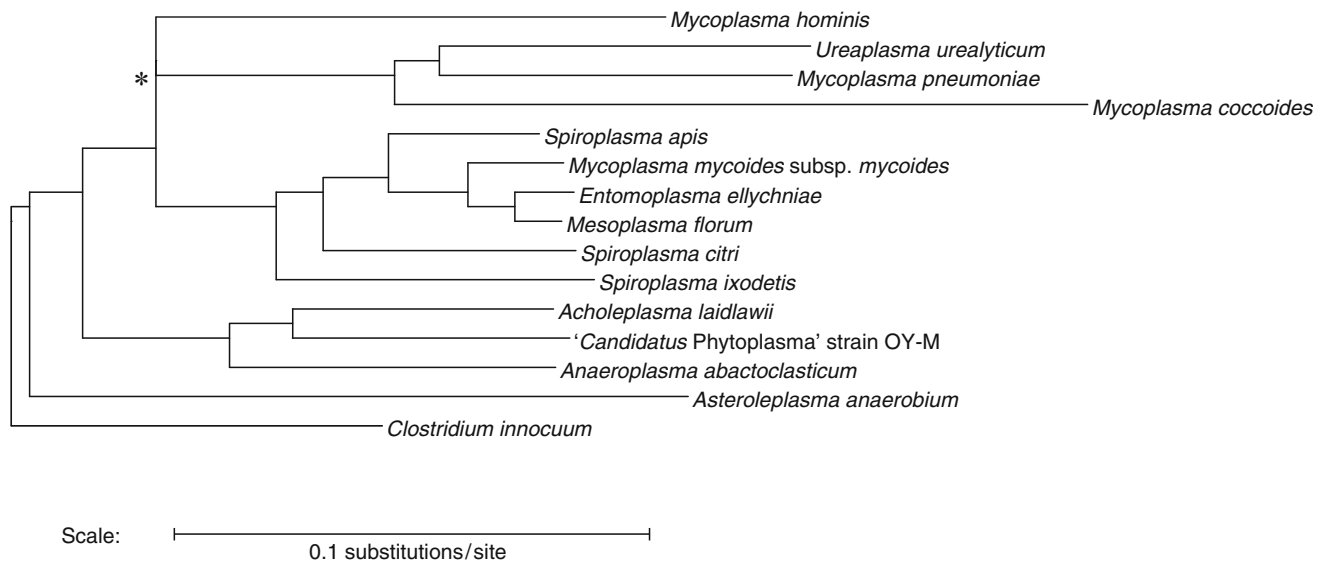 Mycoplasma hominis
Ureaplasma urealyticum
*
Mycoplasma pneumoniae
Mycoplasma coccoides
Spiroplasma apis
Mycoplasma mycoides subsp. mycoides
Entomoplasma ellychniae
Mesoplasma florum
Spiroplasma citri
Spiroplasma ixodetis
Acholeplasma laidlawii
‘Candidatus Phytoplasma’ strain OY-M
Anaeroplasma abactoclasticum
Asteroleplasma anaerobium
Clostridium innocuum
Scale:
0.1 substitutions/site